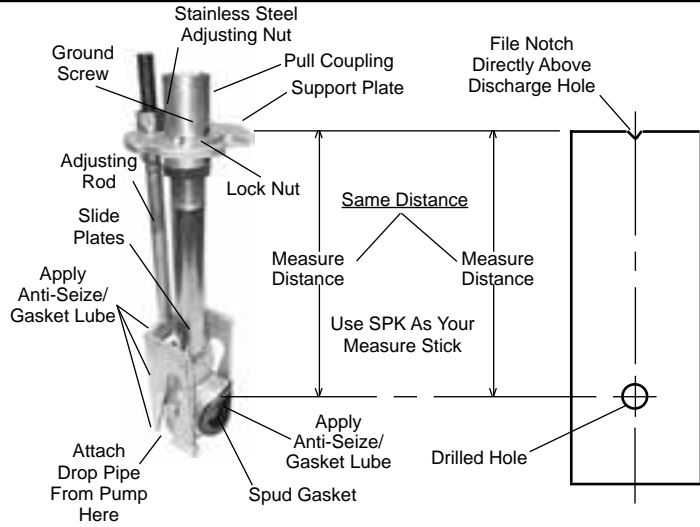 Stainless Steel
Adjusting Nut
Ground
Screw
Pull Coupling
Support Plate
File Notch
Directly Above
Discharge Hole
Adjusting
Rod
Lock Nut
Slide
Plates
Same Distance
Measure
Distance
Measure
Distance
Apply
Anti-Seize/
Gasket Lube
Use SPK As Your
Measure Stick
Apply
Anti-Seize/
Gasket Lube
Drilled Hole
Attach
Drop Pipe
From Pump
Here
Spud Gasket